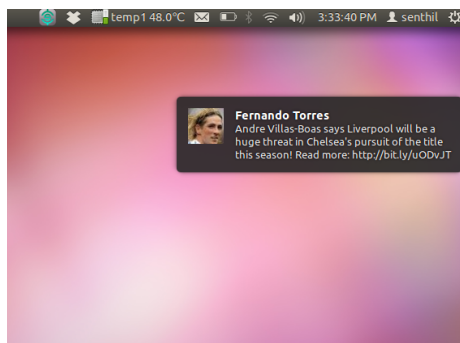 temp1 48.0°C 3:33:40 PM senthil
Fernando Torres
Andre Villas-Boas says Liverpool will be a
huge threat in Chelsea's pursuit of the title
this season! Read more: http://bit.ly/uODvJT